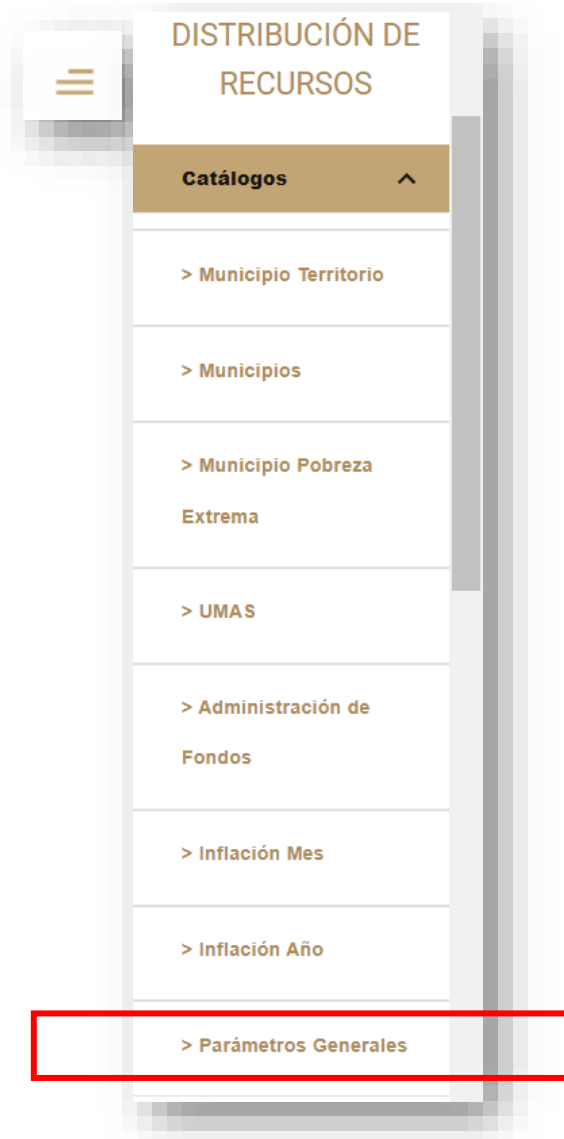 DISTRIBUCIÓN DE
RECURSOS
Catálogos
> Municipio Territorio
> Municipios
> Municipio Pobreza
Extrema
> UMAS
> Administración de
Fondos
> Inflación Mes
> Inflación Año
> Parámetros Generales